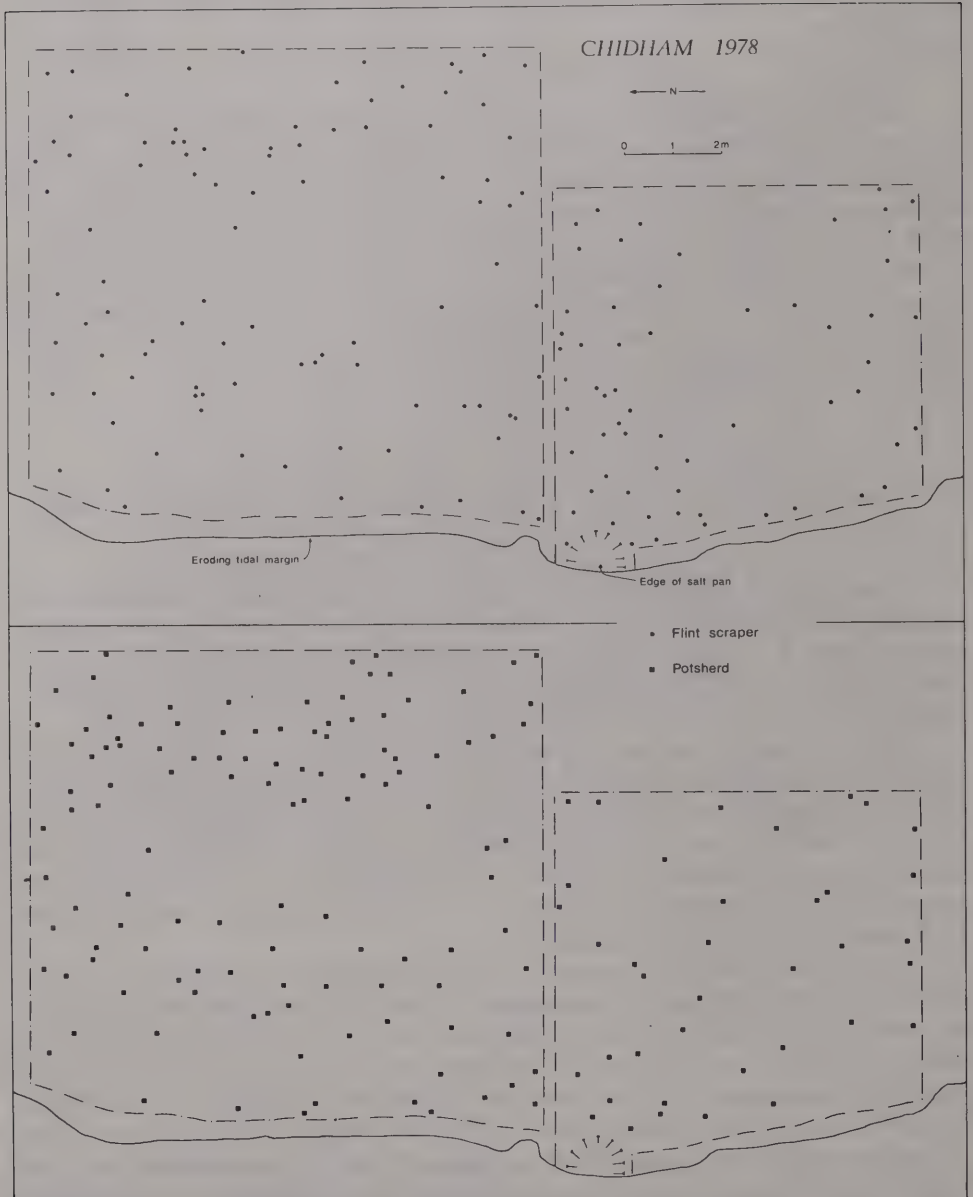 CHIDHAM 1978
N
0 1 2m
Eroding tidal margin
Edge of salt pan
Flint scraper
Potsherd